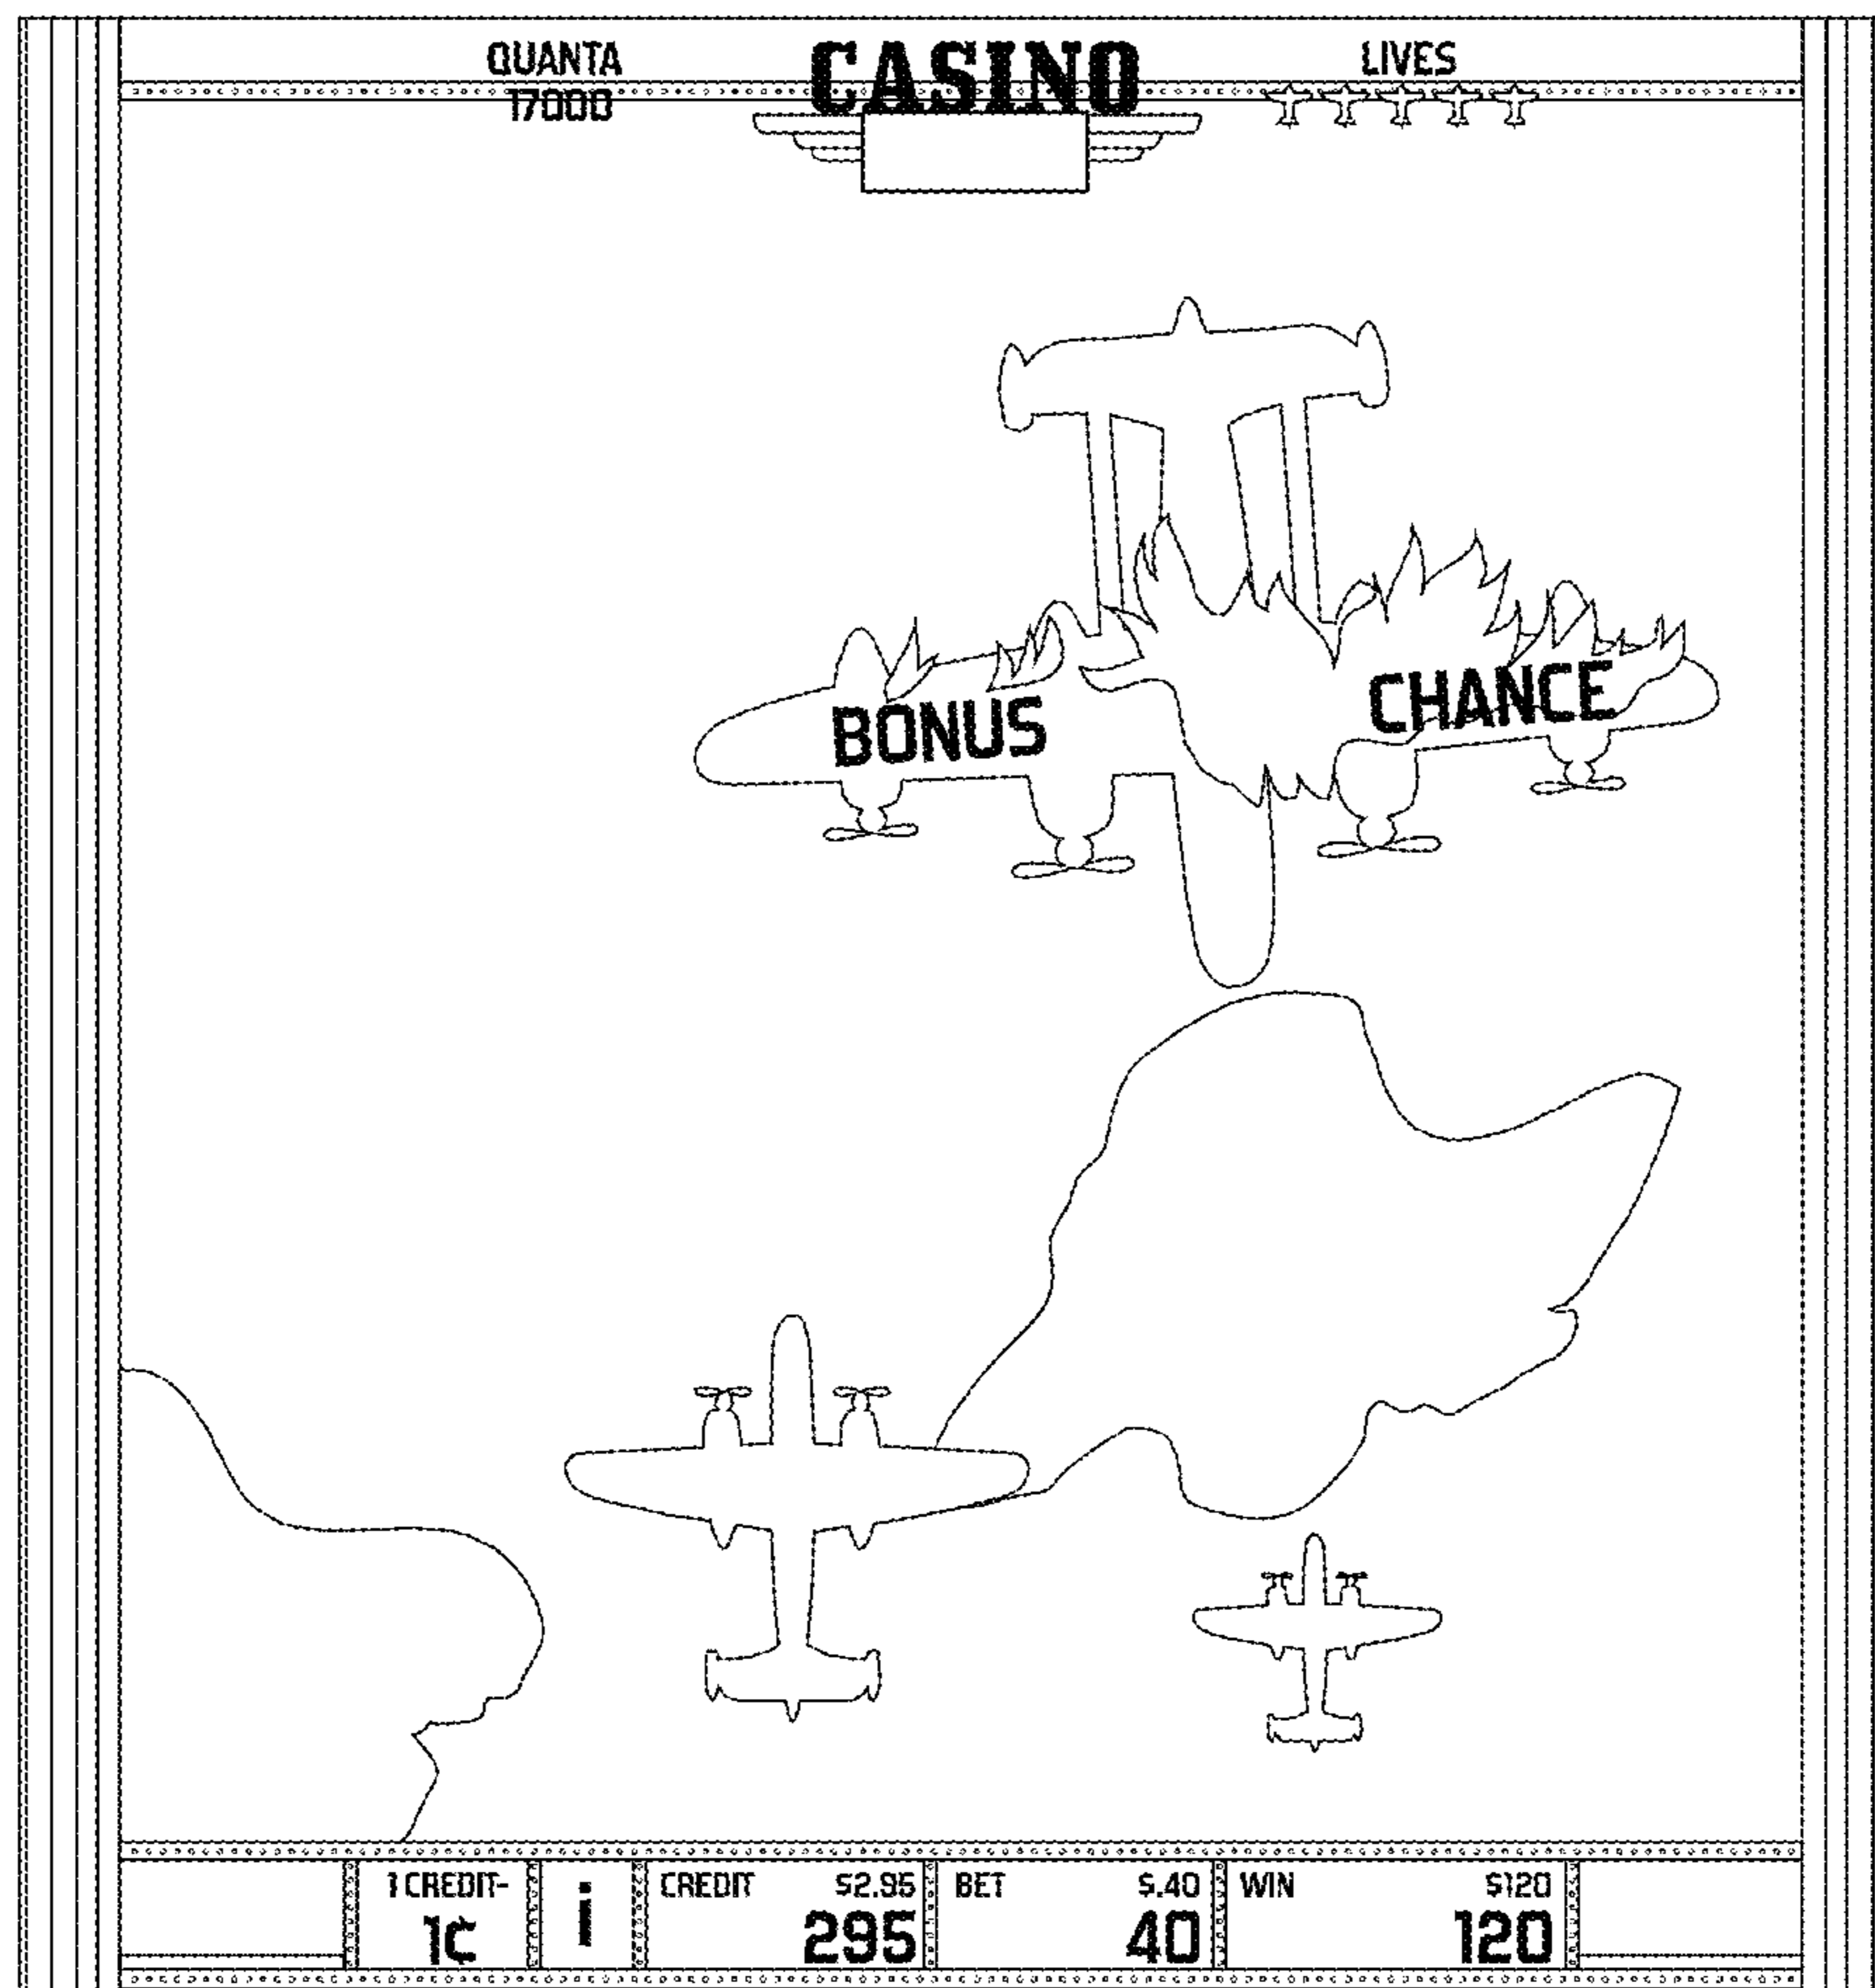 QUANTA
17000
CASINO
LIVES
BONUS
CHANCE
1 CREDIT-
1¢
i
CREDIT $2.95
295
BET $.40
40
WIN $120
120